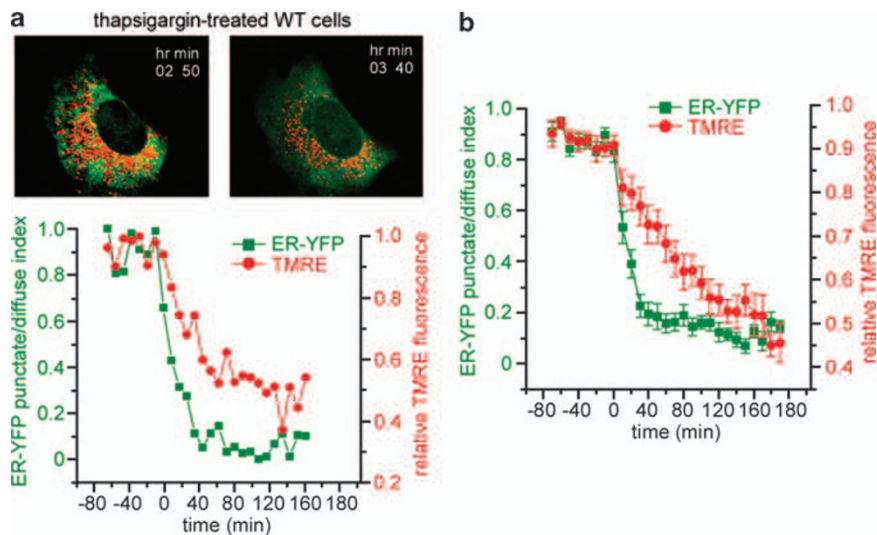 a
thapsigargin-treated WT cells
hr min
02 50
hr min
03 40
ER-YFP punctate/diffuse index
1.0
0.8
0.6
0.4
0.2
0
ER-YFP
TMRE
1.0
0.8
0.6
0.4
0.2
relative TMRE fluorescence
-80 -40 0 40 80 120 160
time (min)
b
ER-YFP punctate/diffuse index
1.0
0.8
0.6
0.4
0.2
0
ER-YFP
TMRE
1.0
0.9
0.8
0.7
0.6
0.5
0.4
relative TMRE fluorescence
-80 -40 0 40 80 120 180
time (min)